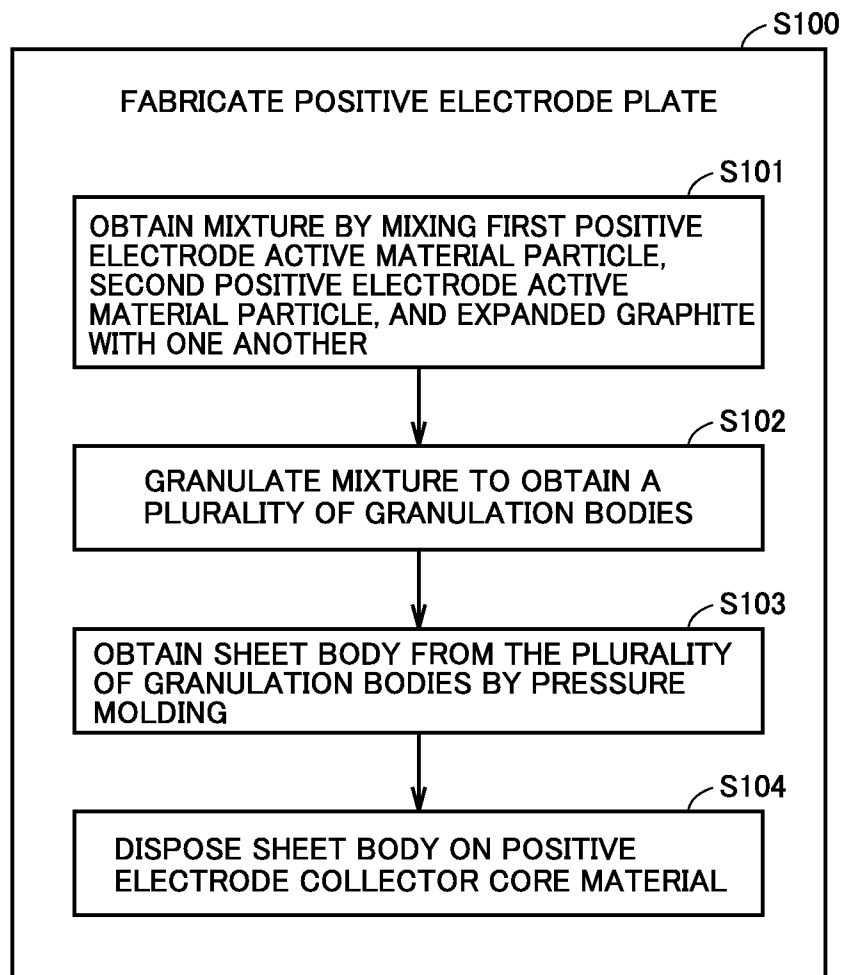 S100
FABRICATE POSITIVE ELECTRODE PLATE
S101
OBTAIN MIXTURE BY MIXING FIRST POSITIVE
ELECTRODE ACTIVE MATERIAL PARTICLE,
SECOND POSITIVE ELECTRODE ACTIVE
MATERIAL PARTICLE, AND EXPANDED GRAPHITE
WITH ONE ANOTHER
S102
GRANULATE MIXTURE TO OBTAIN A
PLURALITY OF GRANULATION BODIES
S103
OBTAIN SHEET BODY FROM THE PLURALITY
OF GRANULATION BODIES BY PRESSURE
MOLDING
S104
DISPOSE SHEET BODY ON POSITIVE
ELECTRODE COLLECTOR CORE MATERIAL